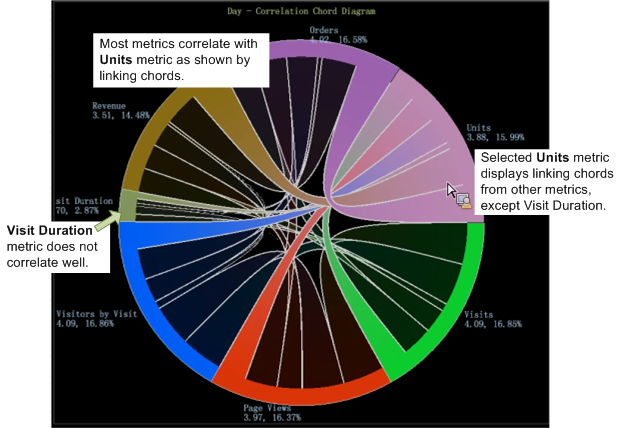 Day - Correlation Chord Diagram
Orders
4.02, 16.58%
Most metrics correlate with
Units metric as shown by
linking chords.
Revenue
3.51, 14.48%
Units
3.88, 15.99%
Selected Units metric
displays linking chords
from other metrics,
except Visit Duration.
sit Duration
70, 2.87%
Visit Duration
metric does not
correlate well.
Visitors by Visit
4.09, 16.86%
Visits
4.09, 16.85%
Page Views
3.97, 16.37%